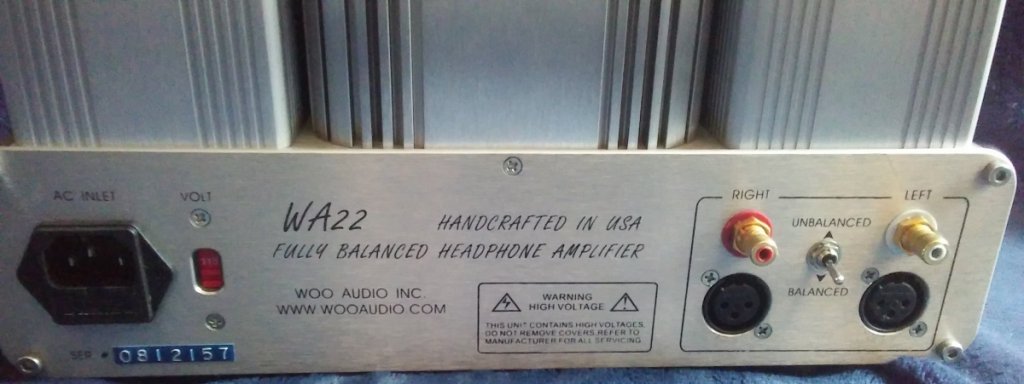 AC INLET
VOLT
WA22
HANDCRAFTED IN USA
FULLY BALANCED HEADPHONE AMPLIFIER
WOO AUDIO INC.
WWW.WOOAUDIO.COM
WARNING
HIGH VOLTAGE
THIS UNIT CONTAINS HIGH VOLTAGES,
DO NOT REMOVE COVERS, REFER TO
MANUFACTURER FOR ALL SERVICING.
SER #
0812157
RIGHT
LEFT
UNBALANCED
BALANCED